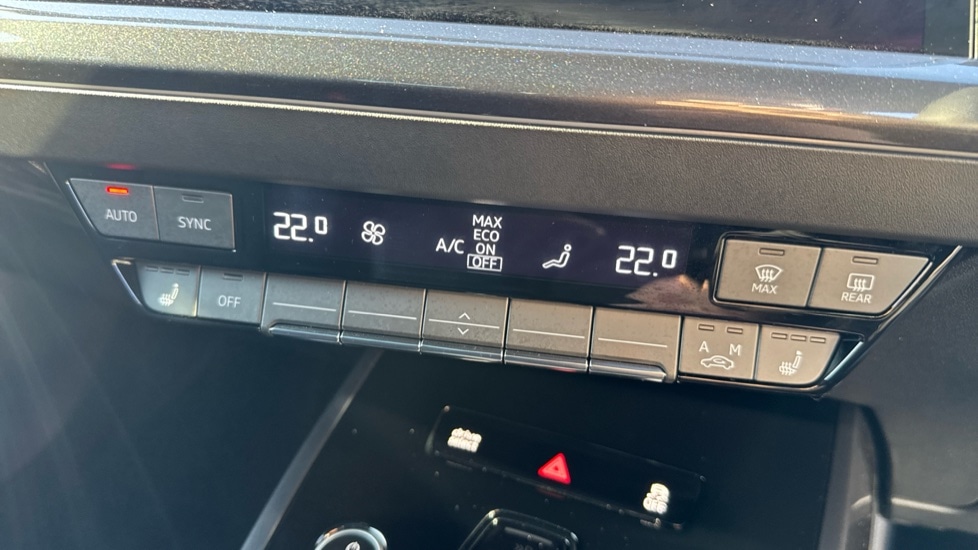 AUTO SYNC
22.0 22.0
MAX
ECO
A/C ON
OFF
MAX REAR
OFF
A M